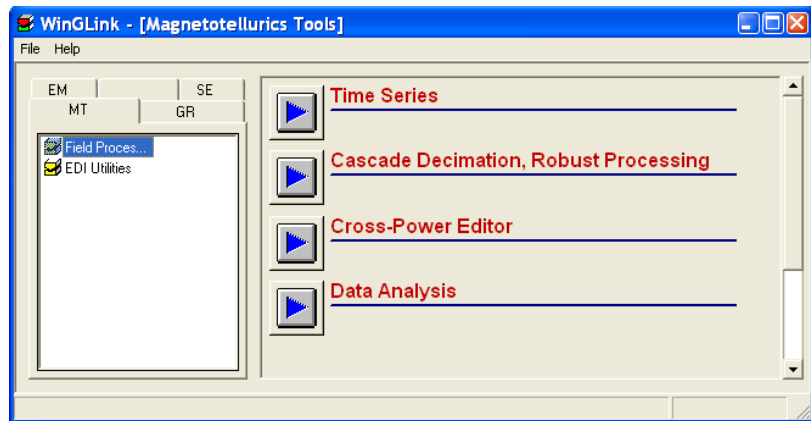 WinGLink - [Magnetotellurics Tools]
File Help
EM SE
MT GR
Field Proces...
EDI Utilities
Time Series
Cascade Decimation, Robust Processing
Cross-Power Editor
Data Analysis